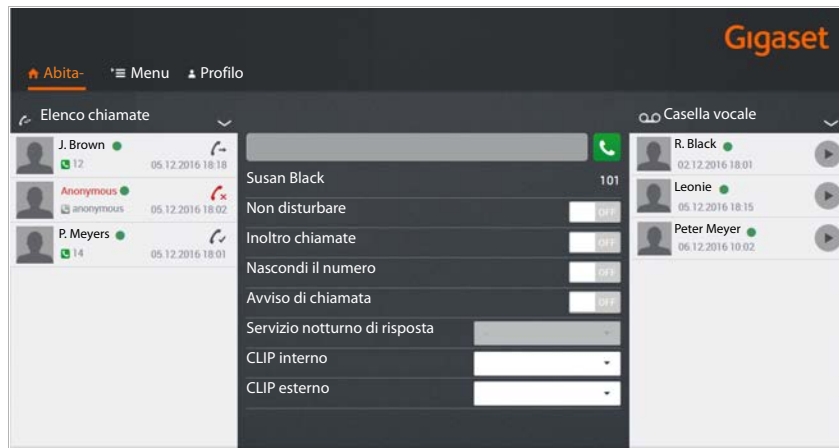 Gigaset
Abita- Menu Profilo
Elenco chiamate
J. Brown
12 05.12.2016 18:18
Anonymous
anonymous 05.12.2016 18:02
P. Meyers
14 05.12.2016 18:01
Susan Black 101
Non disturbare OFF
Inoltro chiamate OFF
Nascondi il numero OFF
Avviso di chiamata OFF
Servizio notturno di risposta
CLIP interno
CLIP esterno
Casella vocale
R. Black
02.12.2016 18:01
Leonie
05.12.2016 18:15
Peter Meyer
06.12.2016 10:02